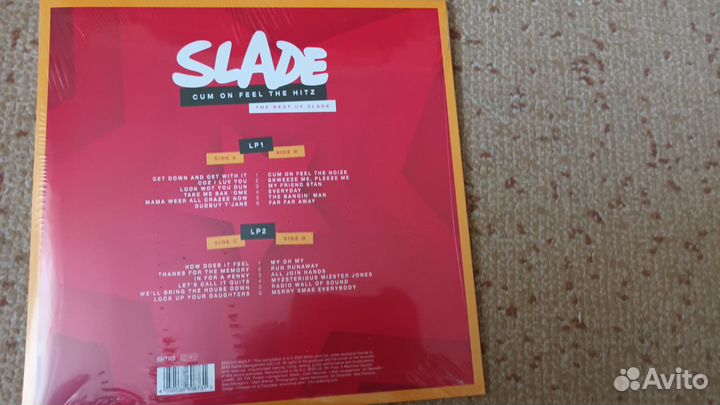 SLADE
CUM ON FEEL THE HITZ
THE BEST OF SLADE
LP1
SIDE A
SIDE B
GET DOWN AND GET WITH IT 1 CUM ON FEEL THE NOIZE
COZ I LUV YOU 2 SKWEEZE ME, PLEEZE ME
LOOK WOT YOU DUN 3 MY FRIEND STAN
TAKE ME BAK 'OME 4 EVERYDAY
MAMA WEER ALL CRAZEE NOW 5 THE BANGIN' MAN
GUDBUY T'JANE 6 FAR FAR AWAY
LP2
SIDE C
SIDE D
HOW DOES IT FEEL 1 MY OH MY
THANKS FOR THE MEMORY 2 RUN RUNAWAY
IN FOR A PENNY 3 ALL JOIN HANDS
LET'S CALL IT QUITS 4 MYZSTERIOUS MIZSTER JONES
WE'LL BRING THE HOUSE DOWN 5 RADIO WALL OF SOUND
LOCK UP YOUR DAUGHTERS 6 MERRY XMAS EVERYBODY
BMG
Avito